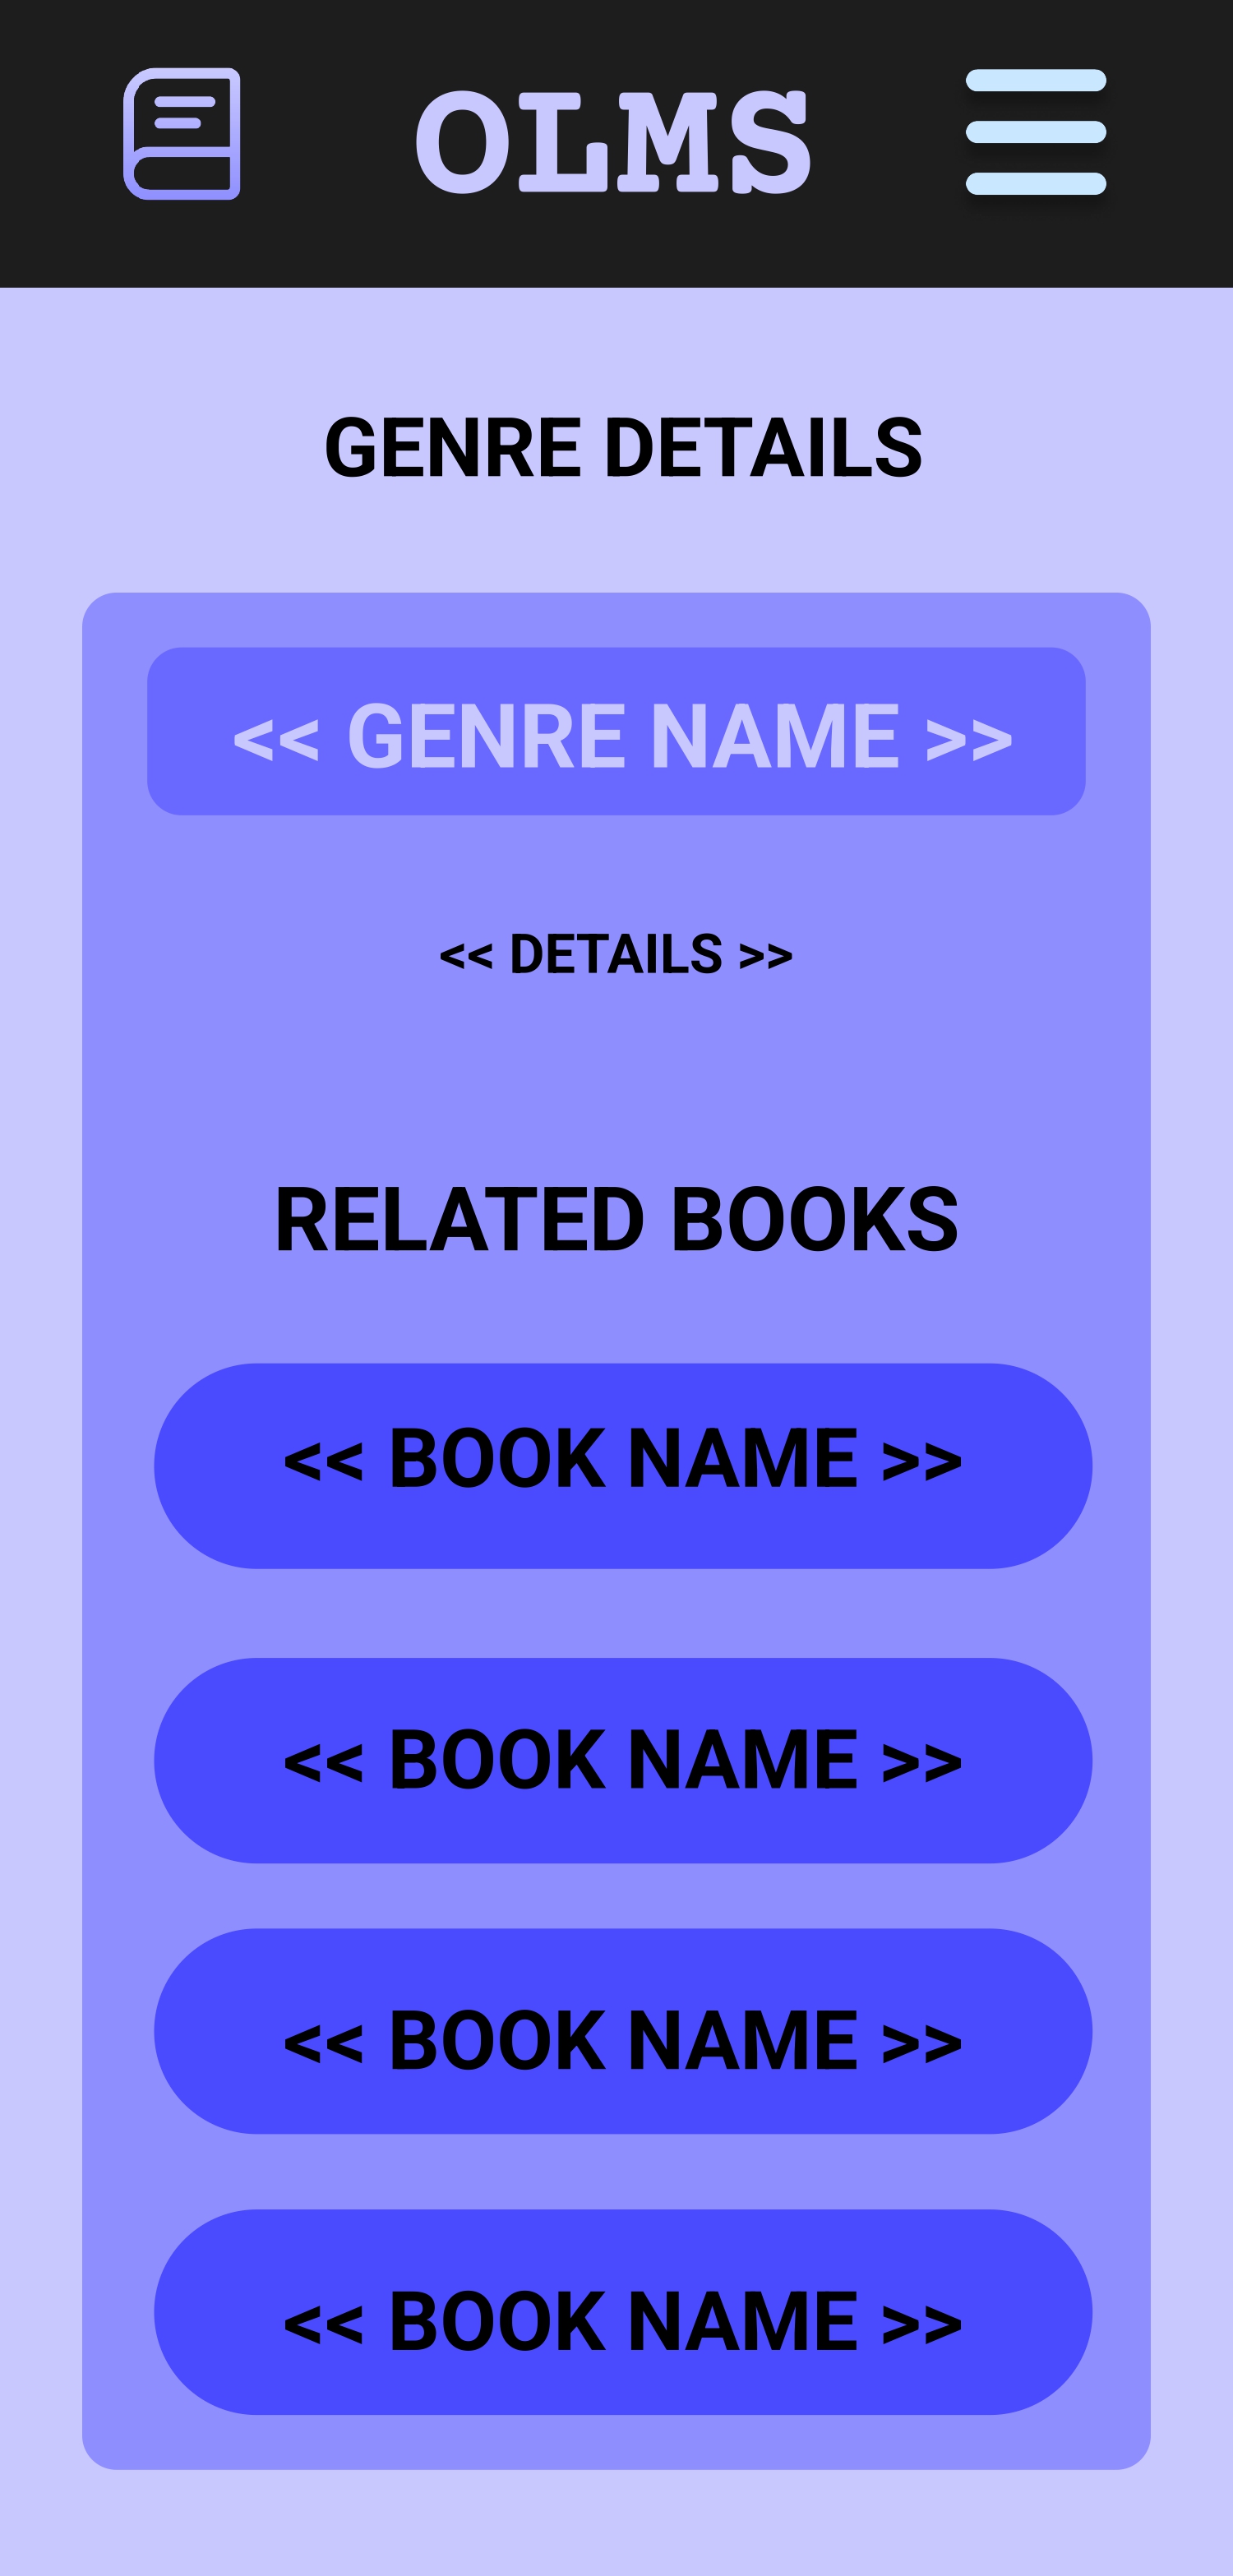 OLMS
GENRE DETAILS
<< GENRE NAME >>
<< DETAILS >>
RELATED BOOKS
<< BOOK NAME >>
<< BOOK NAME >>
<< BOOK NAME >>
<< BOOK NAME >>